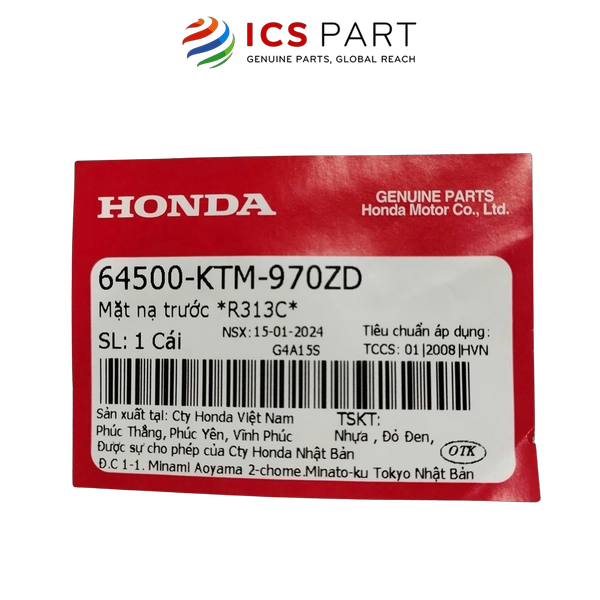 ICS PART
GENUINE PARTS, GLOBAL REACH
HONDA
GENUINE PARTS
Honda Motor Co., Ltd.
64500-KTM-970ZD
Mặt nạ trước *R313C*
SL: 1 Cái
NSX: 15-01-2024
G4A15S
Tiêu chuẩn áp dụng :
TCCS: 01|2008|HVN
Sản xuất tại: Cty Honda Việt Nam
Phúc Thắng, Phúc Yên, Vĩnh Phúc
Được sự cho phép của Cty Honda Nhật Bản
Đ.C 1-1. Minami Aoyama 2-chome.Minato-ku Tokyo Nhật Bản
TSKT:
Nhựa , Đỏ Đen,
OTK